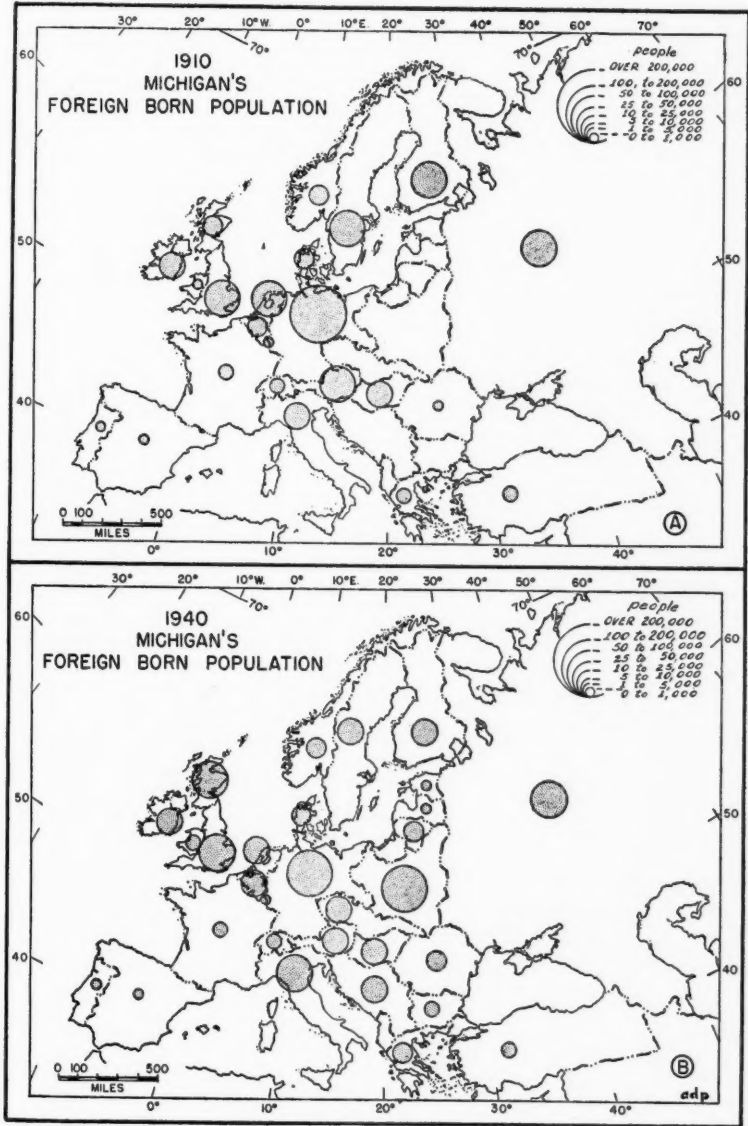 30° 20° 10° W. 0° 10° E. 20° 30° 60° 70°
70° 70°
60
1910
MICHIGAN'S
FOREIGN BORN POPULATION
people
OVER 200,000
100, to 200,000
50 to 100,000
25 to 50,000
10 to 25,000
5 to 10,000
1 to 5,000
0 to 1,000
50 50
40 40
0 100 500
MILES
A
0° 10° 20° 30° 40°
30° 20° 10° W. 0° 10° E. 20° 30° 60° 70°
70° 70°
60
1940
MICHIGAN'S
FOREIGN BORN POPULATION
people
OVER 200,000
100 to 200,000
50 to 100,000
25 to 50,000
10 to 25,000
5 to 10,000
1 to 5,000
0 to 1,000
50 50
40 40
0 100 500
MILES
B
adp
0° 10° 20° 30° 40°